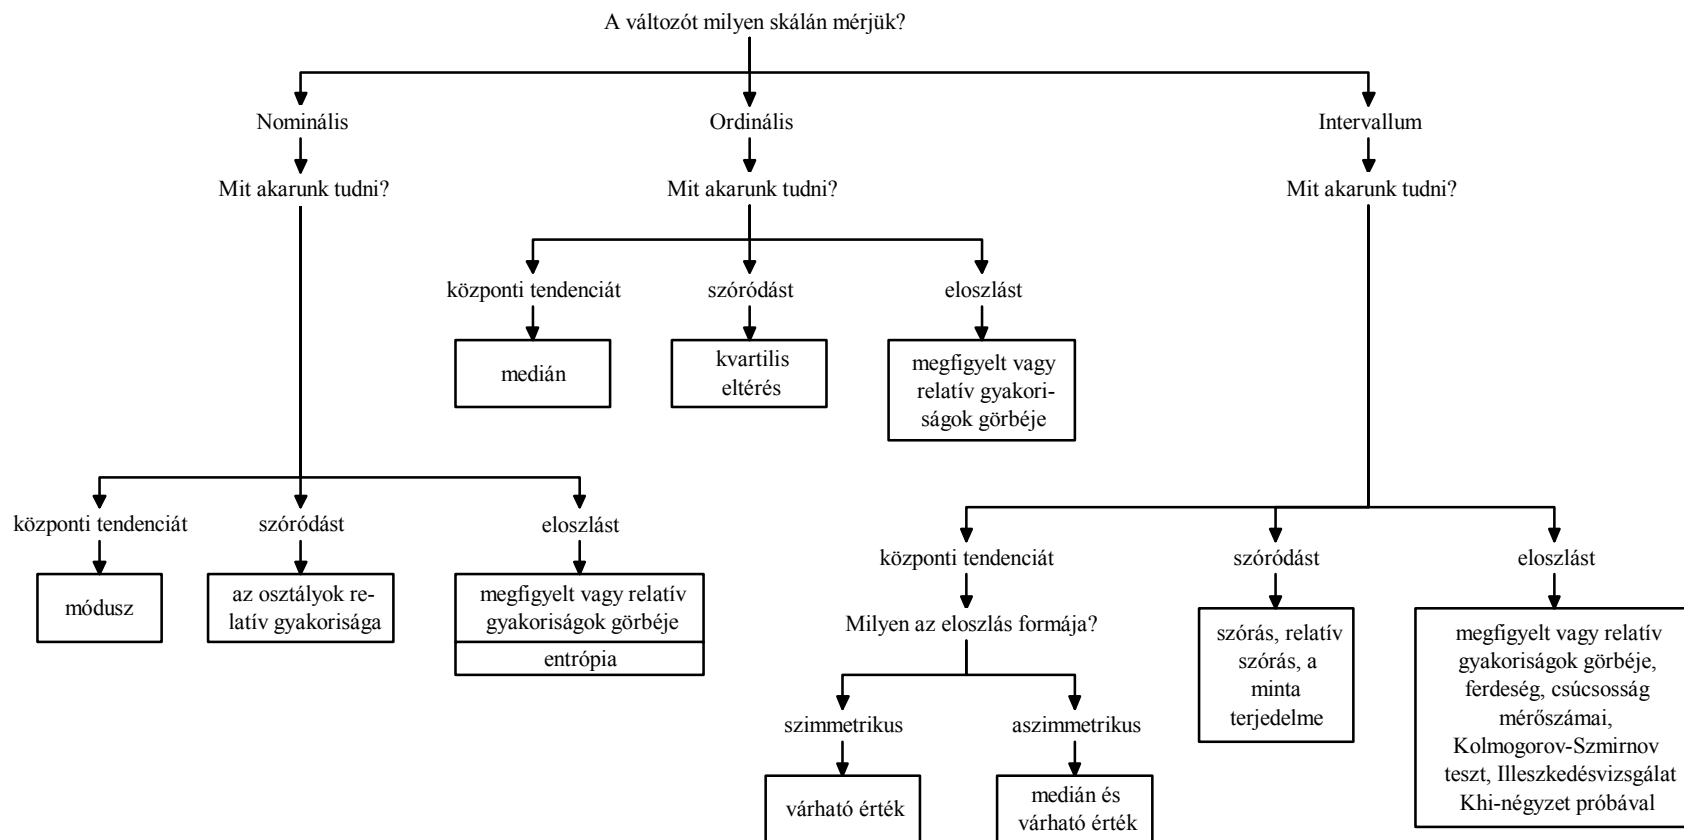 A változót milyen skálán mérjük?
Nominális
Ordinális
Intervallum
Mit akarunk tudni?
Mit akarunk tudni?
Mit akarunk tudni?
központi tendenciát
szóródást
eloszlást
medián
kvartilis
eltérés
megfigyelt vagy
relatív gyakori-
ságok görbéje
központi tendenciát
szóródást
eloszlást
módusz
az osztályok re-
latív gyakorisága
megfigyelt vagy relatív
gyakoriságok görbéje
entrópia
központi tendenciát
szóródást
eloszlást
Milyen az eloszlás formája?
szimmetrikus
aszimmetrikus
várható érték
medián és
várható érték
szórás, relatív
szórás, a
minta
terjedelme
megfigyelt vagy relatív
gyakoriságok görbéje,
ferdeség, csúcsosság
mérőszámai,
Kolmogorov-Szmirnov
teszt, Illeszkedésvizsgálat
Khi-négyzet próbával